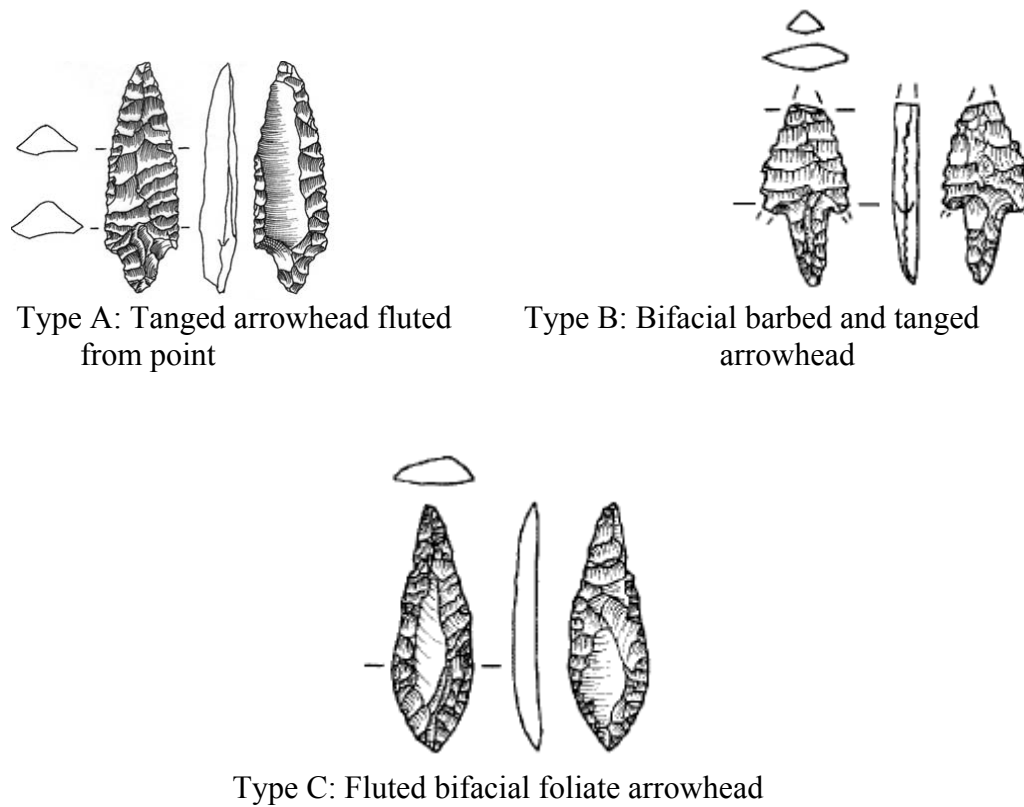 Type A: Tanged arrowhead fluted
from point
Type B: Bifacial barbed and tanged
arrowhead
Type C: Fluted bifacial foliate arrowhead